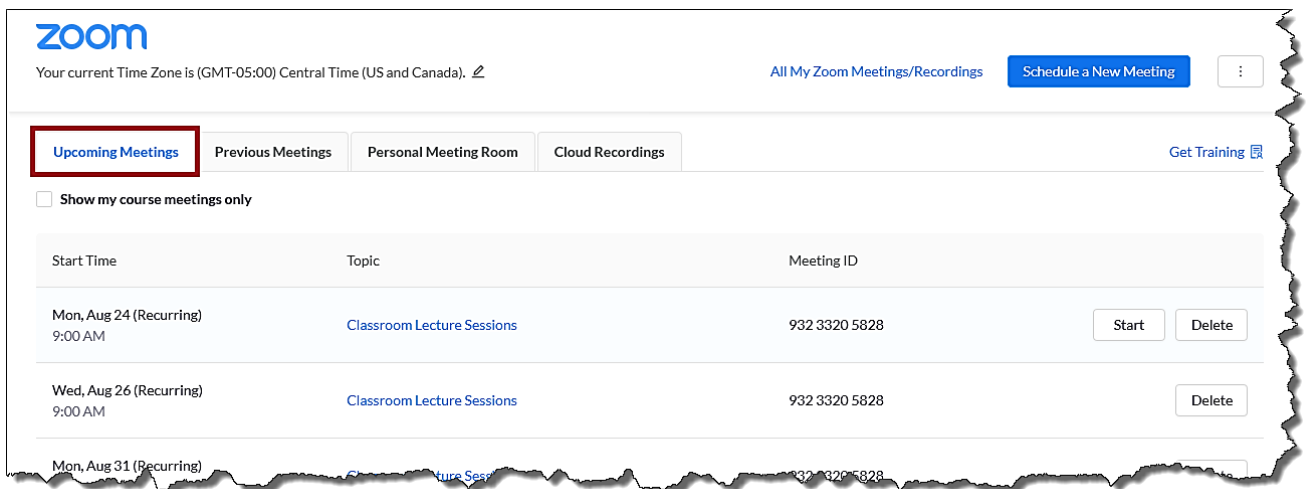 zoom
Your current Time Zone is (GMT-05:00) Central Time (US and Canada).
All My Zoom Meetings/Recordings
Schedule a New Meeting
Upcoming Meetings
Previous Meetings
Personal Meeting Room
Cloud Recordings
Get Training
Show my course meetings only
Start Time
Topic
Meeting ID
Mon, Aug 24 (Recurring)
9:00 AM
Classroom Lecture Sessions
932 3320 5828
Start
Delete
Wed, Aug 26 (Recurring)
9:00 AM
Classroom Lecture Sessions
932 3320 5828
Delete
Mon, Aug 31 (Recurring)
932 3320 5828